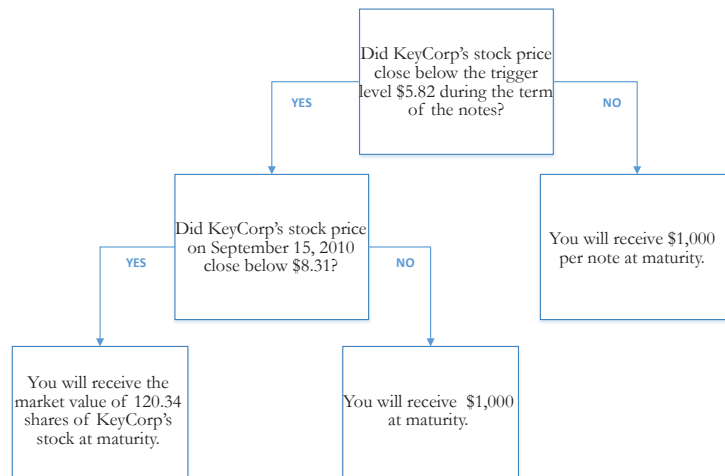 Did KeyCorp's stock price
close below the trigger
level $5.82 during the term
of the notes?
YES
NO
Did KeyCorp's stock price
on September 15, 2010
close below $8.31?
You will receive $1,000
per note at maturity.
YES
NO
You will receive the
market value of 120.34
shares of KeyCorp's
stock at maturity.
You will receive $1,000
at maturity.